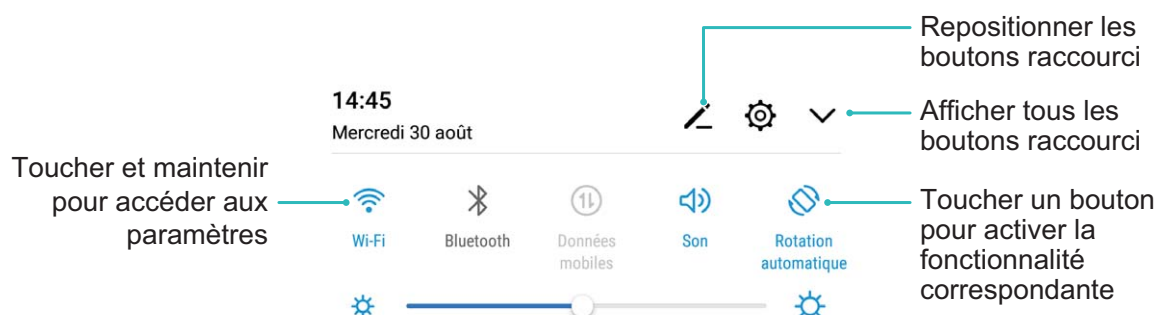 Repositionner les
boutons raccourci
14:45
Mercredi 30 août
Afficher tous les
boutons raccourci
Toucher et maintenir
pour accéder aux
paramètres
Wi-Fi
Bluetooth
Données
mobiles
Son
Rotation
automatique
Toucher un bouton
pour activer la
fonctionnalité
correspondante